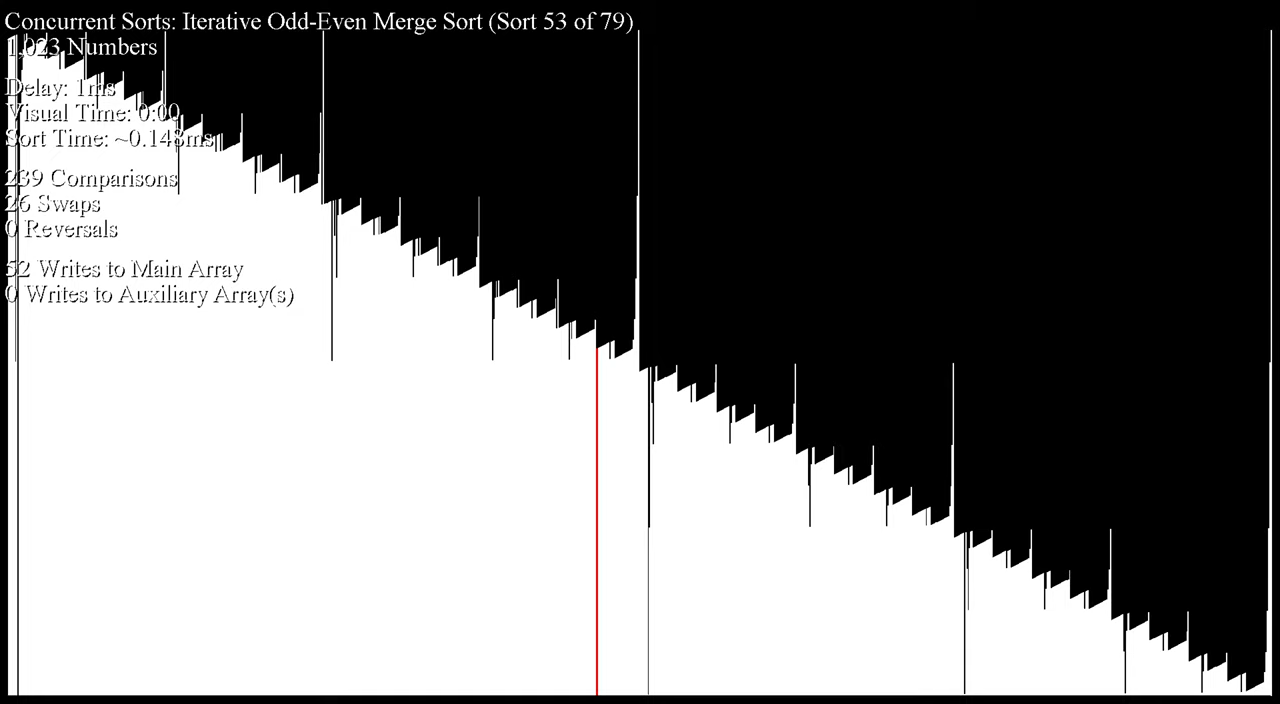 Concurrent Sorts: Iterative Odd-Even Merge Sort (Sort 53 of 79)
1,023 Numbers
Delay: 1ms
Visual Time: 0:00
Sort Time: ~0.148ms
239 Comparisons
26 Swaps
0 Reversals
52 Writes to Main Array
0 Writes to Auxiliary Array(s)